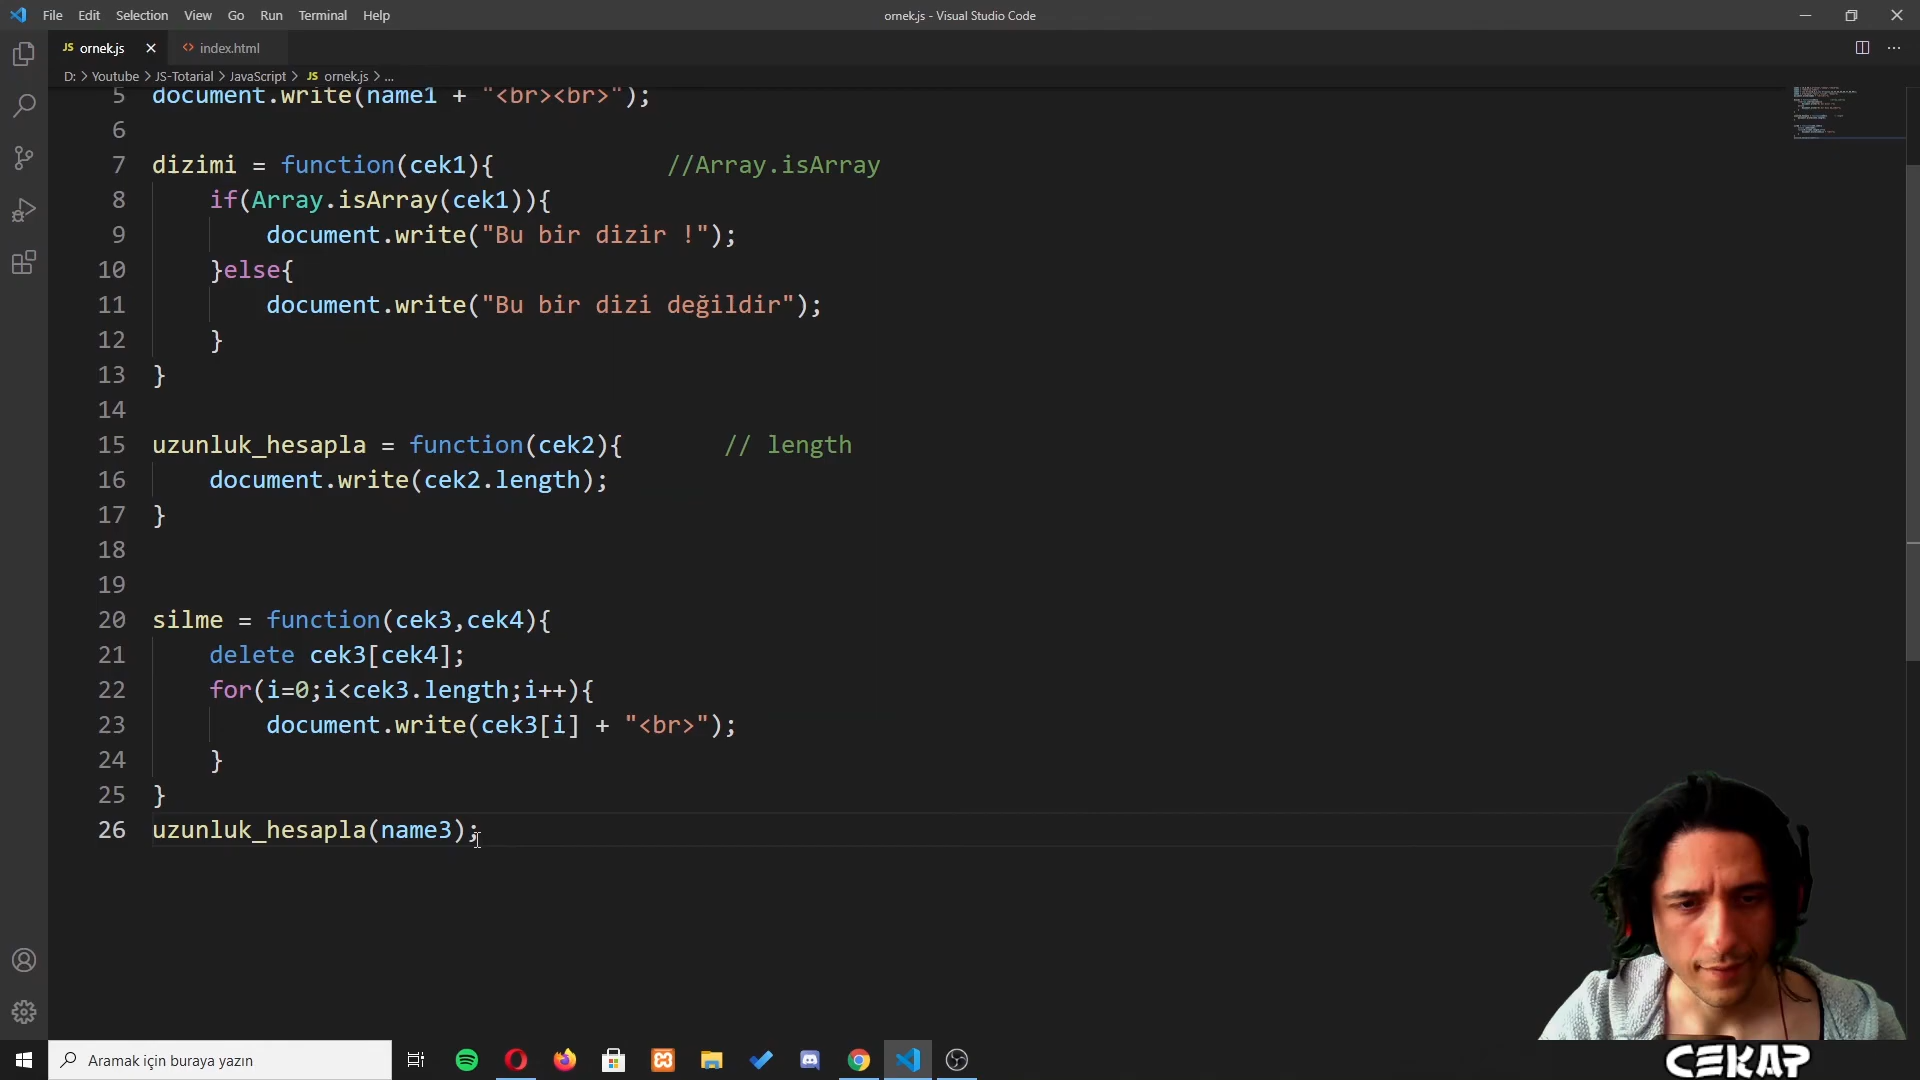 File Edit Selection View Go Run Terminal Help
ornek.js - Visual Studio Code
JS ornek.js
index.html
D: > Youtube > JS-Totarial > JavaScript > JS ornek.js > ...
5 document.write(name1 + "<br><br>");
6
7 dizimi = function(cek1){ //Array.isArray
8 if(Array.isArray(cek1)){
9 document.write("Bu bir dizir !");
10 }else{
11 document.write("Bu bir dizi değildir");
12 }
13 }
14
15 uzunluk_hesapla = function(cek2){ // length
16 document.write(cek2.length);
17 }
18
19
20 silme = function(cek3,cek4){
21 delete cek3[cek4];
22 for(i=0;i<cek3.length;i++){
23 document.write(cek3[i] + "<br>");
24 }
25 }
26 uzunluk_hesapla(name3);
Aramak için buraya yazın
CEKAP